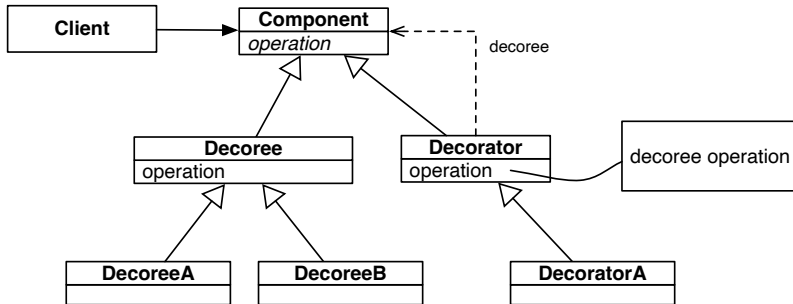 Client
Component
operation
decoree
Decoree
operation
Decorator
operation
decoree operation
DecoreeA
DecoreeB
DecoratorA